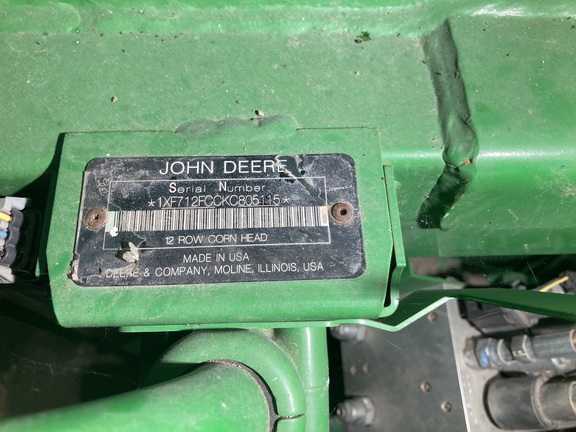 JOHN DEERE
Serial Number
*1XF712FCCKC805115*
12 ROW CORN HEAD
MADE IN USA
DEERE & COMPANY, MOLINE, ILLINOIS, USA